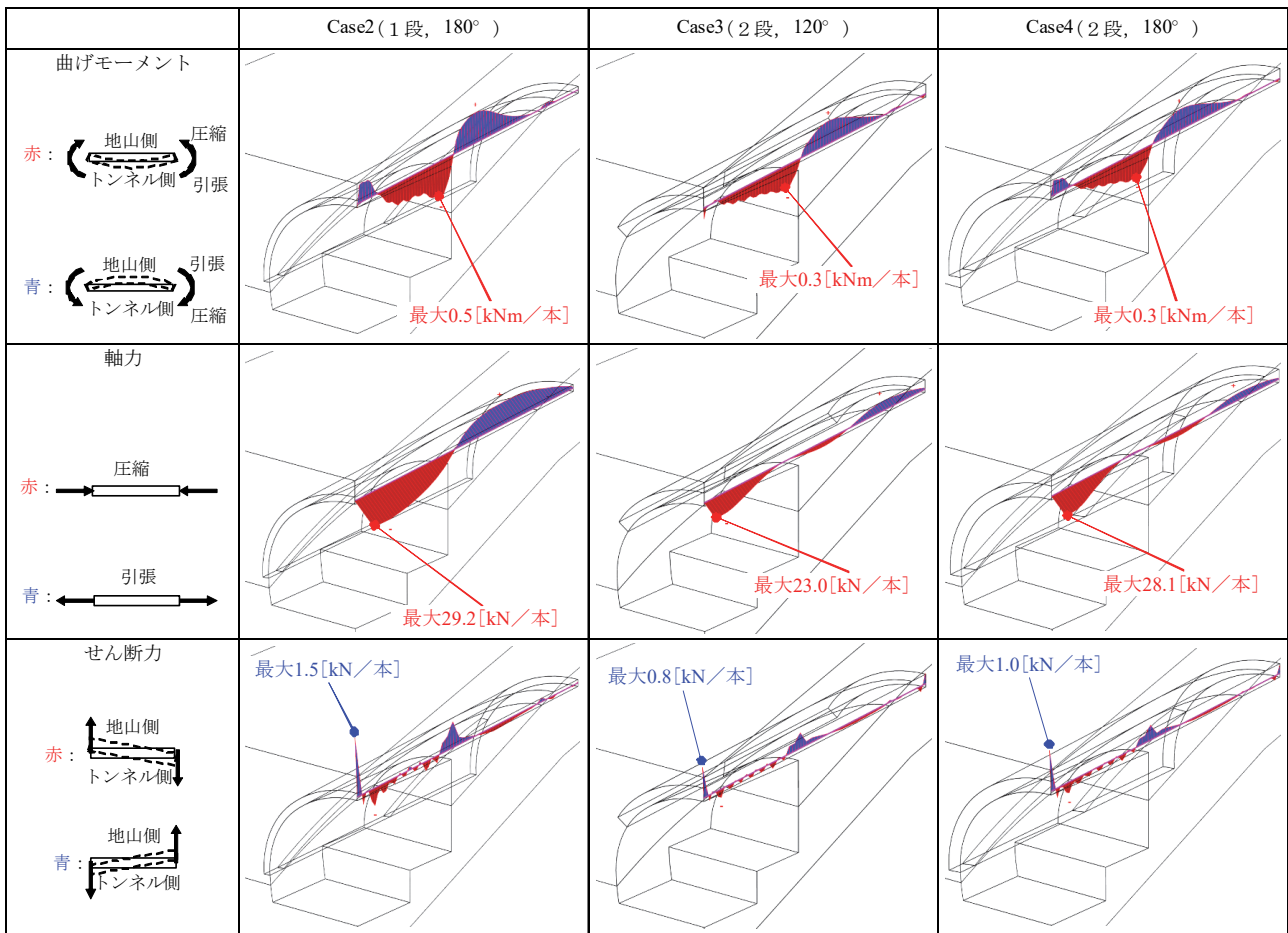 Case2(１段，180°)
Case3(２段，120°)
Case4(２段，180°)
曲げモーメント
赤：
地山側
トンネル側
圧縮
引張
青：
地山側
トンネル側
引張
圧縮
最大0.5[kNm／本]
最大0.3[kNm／本]
最大0.3[kNm／本]
軸力
赤：
圧縮
青：
引張
最大29.2[kN／本]
最大23.0[kN／本]
最大28.1[kN／本]
せん断力
赤：
地山側
トンネル側
青：
地山側
トンネル側
最大1.5[kN／本]
最大0.8[kN／本]
最大1.0[kN／本]